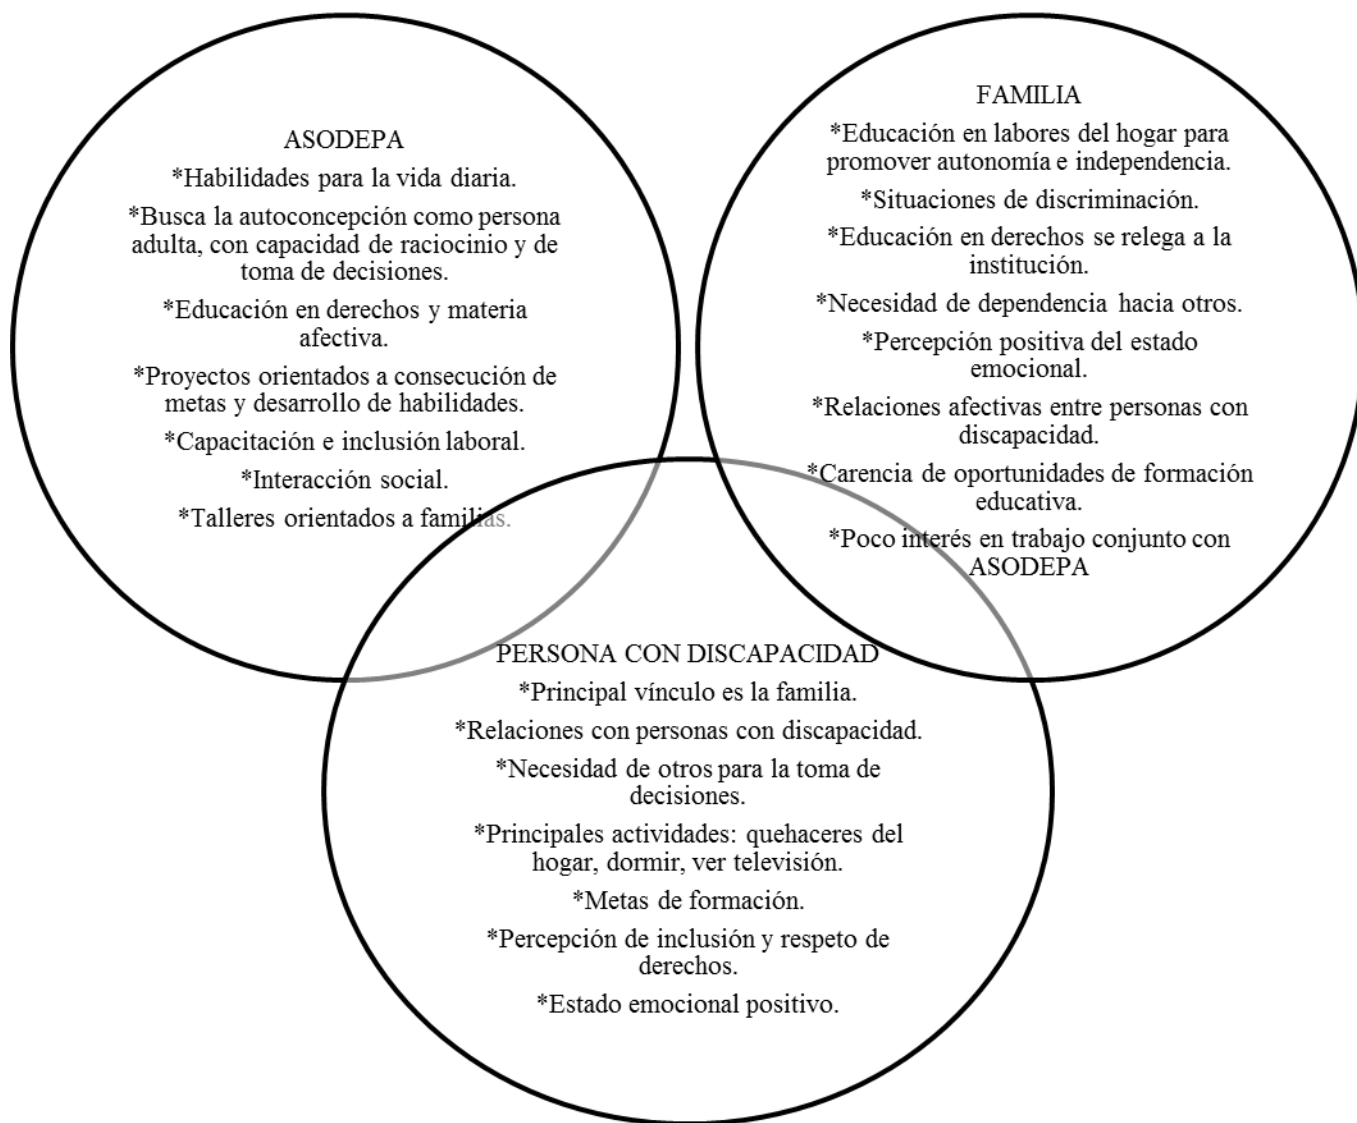 ASODEPA
*Habilidades para la vida diaria.
*Busca la autoconcepción como persona
adulta, con capacidad de raciocinio y de
toma de decisiones.
*Educación en derechos y materia
afectiva.
*Proyectos orientados a consecución de
metas y desarrollo de habilidades.
*Capacitación e inclusión laboral.
*Interacción social.
*Talleres orientados a familias.
FAMILIA
*Educación en labores del hogar para
promover autonomía e independencia.
*Situaciones de discriminación.
*Educación en derechos se relega a la
institución.
*Necesidad de dependencia hacia otros.
*Percepción positiva del estado
emocional.
*Relaciones afectivas entre personas con
discapacidad.
*Carencia de oportunidades de formación
educativa.
*Poco interés en trabajo conjunto con
ASODEPA
PERSONA CON DISCAPACIDAD
*Principal vínculo es la familia.
*Relaciones con personas con discapacidad.
*Necesidad de otros para la toma de
decisiones.
*Principales actividades: quehaceres del
hogar, dormir, ver televisión.
*Metas de formación.
*Percepción de inclusión y respeto de
derechos.
*Estado emocional positivo.